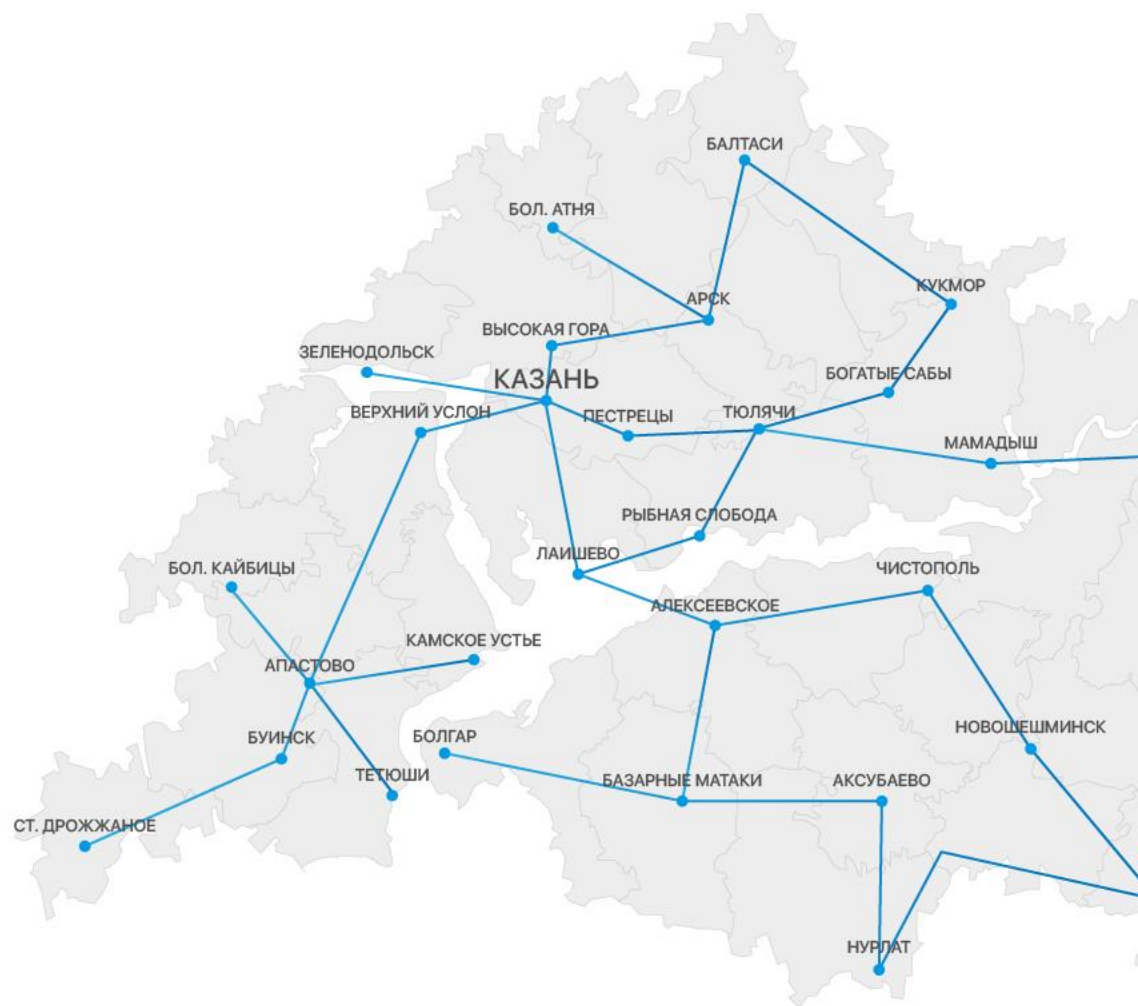 БАЛТАСИ
БОЛ. АТНЯ
КУКМОР
АРСК
ВЫСОКАЯ ГОРА
ЗЕЛЕНОДОЛЬСК
КАЗАНЬ
БОГАТЫЕ САБЫ
ВЕРХНИЙ УСЛОН
ПЕСТРЕЦЫ
ТЮЛЯЧИ
МАМАДЫШ
РЫБНАЯ СЛОБОДА
ЛАИШЕВО
БОЛ. КАЙБИЦЫ
ЧИСТОПОЛЬ
АЛЕКСЕЕВСКОЕ
КАМСКОЕ УСТЬЕ
АПАСТОВО
БУИНСК
БОЛГАР
НОВОШЕШМИНСК
ТЕТЮШИ
БАЗАРНЫЕ МАТАКИ
АКСУБАЕВО
СТ. ДРОЖЖАНОЕ
НУРЛАТ